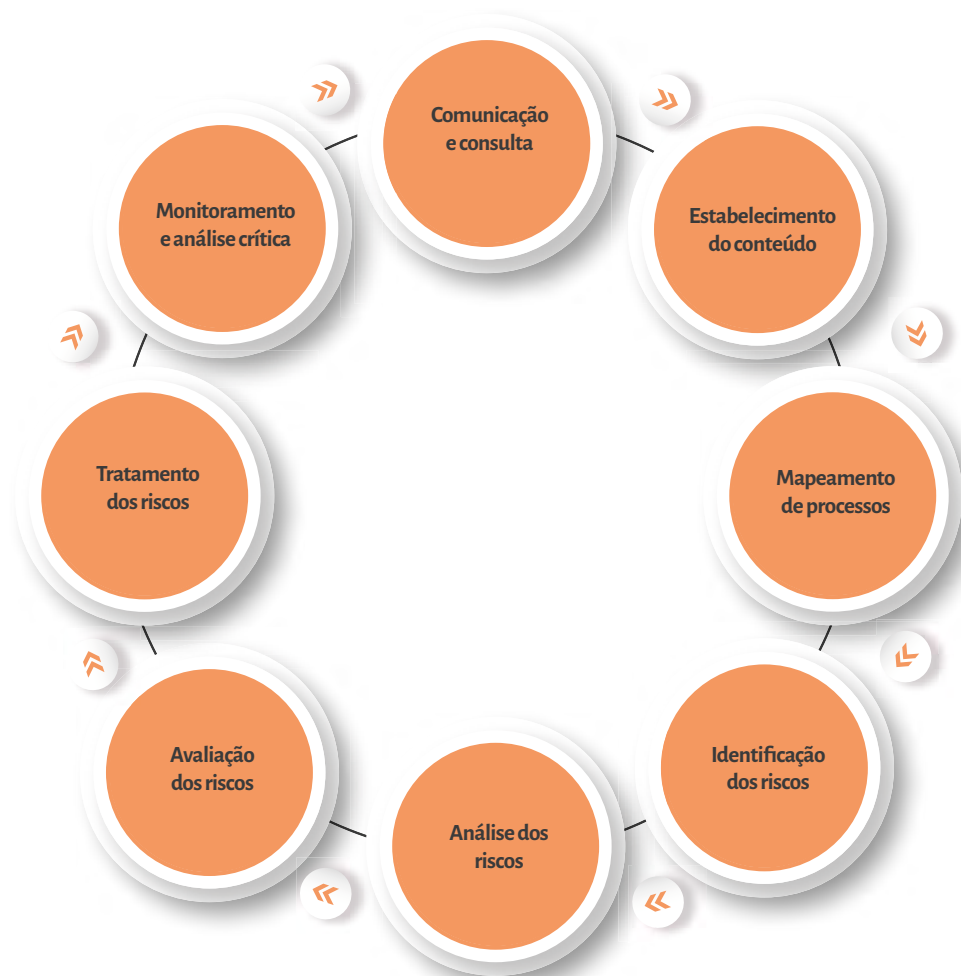 Comunicação
e consulta
Estabelecimento
do conteúdo
Mapeamento
de processos
Identificação
dos riscos
Análise dos
riscos
Avaliação
dos riscos
Tratamento
dos riscos
Monitoramento
e análise crítica